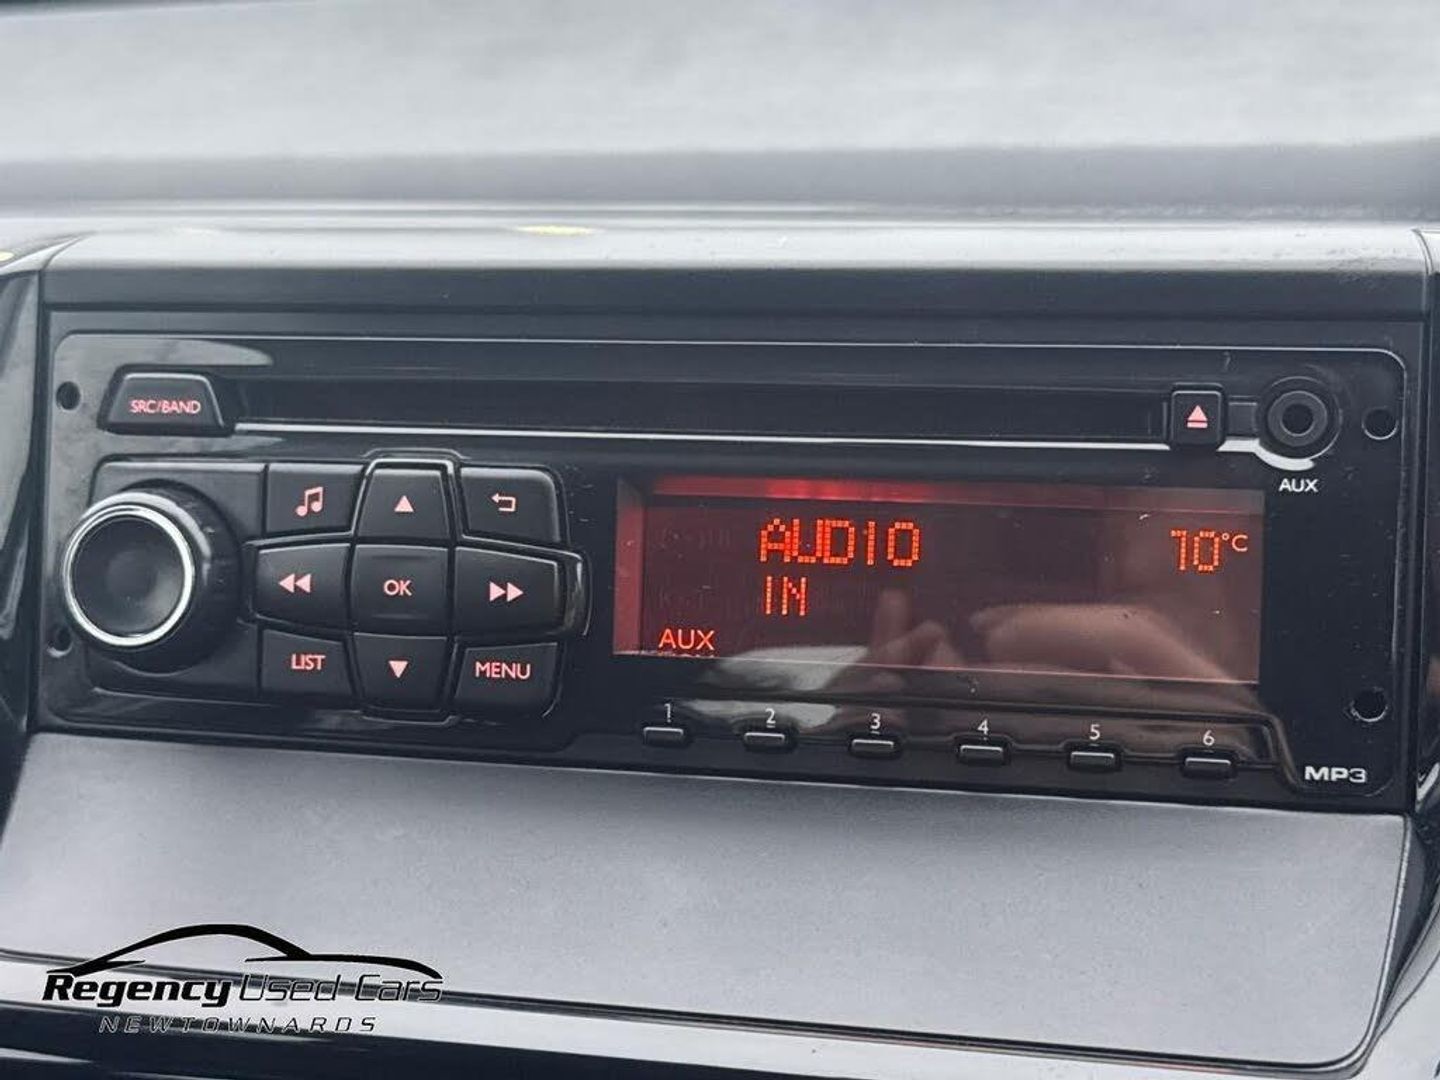 SRC/BAND
AUX
AUDIO 10°C
IN
OK
AUX
LIST
MENU
1 2 3 4 5 6
MP3
Regency Used Cars
NEWTOWNARDS